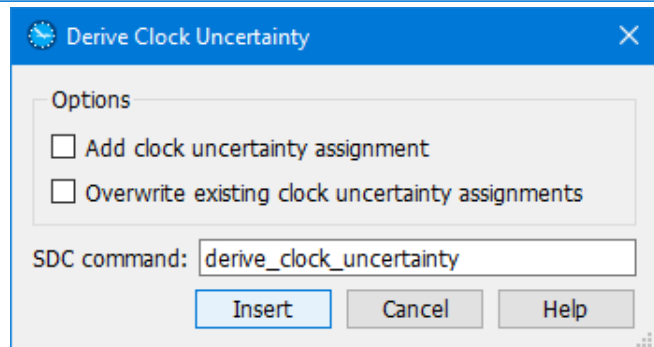 Derive Clock Uncertainty
Options
Add clock uncertainty assignment
Overwrite existing clock uncertainty assignments
SDC command: derive_clock_uncertainty
Insert Cancel Help